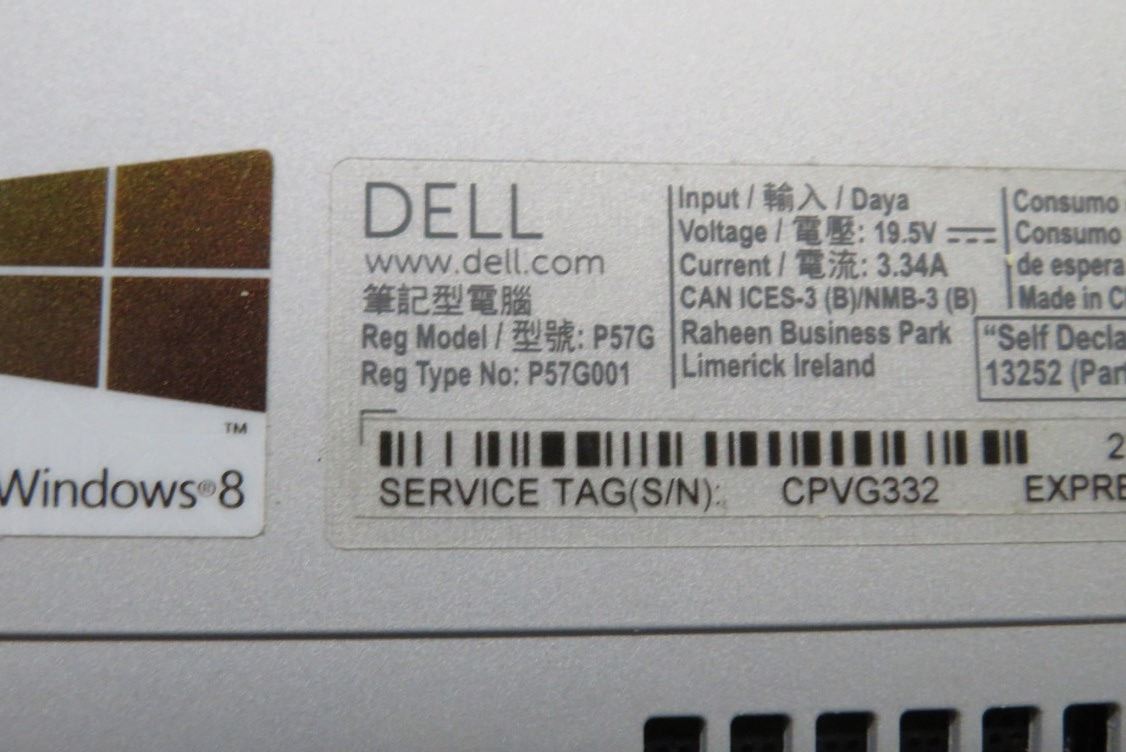 DELL
www.dell.com
筆記型電腦
Reg Model / 型號: P57G
Reg Type No: P57G001
Input / 輸入 / Daya
Voltage / 電壓: 19.5V
Current / 電流: 3.34A
CAN ICES-3 (B)/NMB-3 (B)
Raheen Business Park
Limerick Ireland
Consumo
Consumo
de espera
Made in C
"Self Decla
13252 (Par
SERVICE TAG(S/N): CPVG332
2
EXPRE
TM
Windows®8